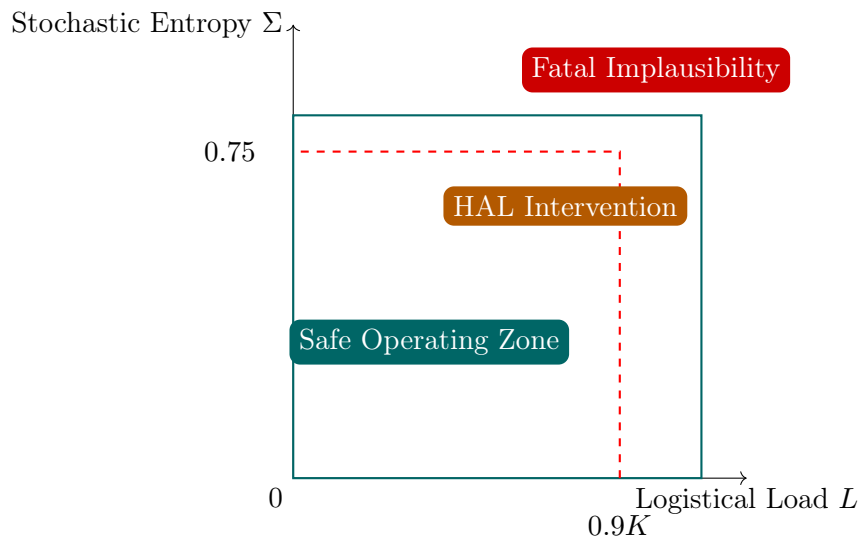 Stochastic Entropy Σ
Fatal Implausibility
0.75
HAL Intervention
Safe Operating Zone
0
Logistical Load L
0.9K